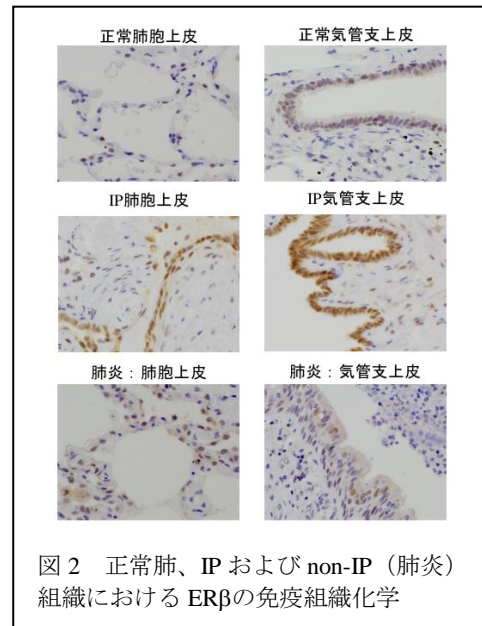 正常肺胞上皮
正常気管支上皮
IP肺胞上皮
IP気管支上皮
肺炎：肺胞上皮
肺炎：気管支上皮
図 2　正常肺、IP および non-IP（肺炎）
組織における ERβの免疫組織化学